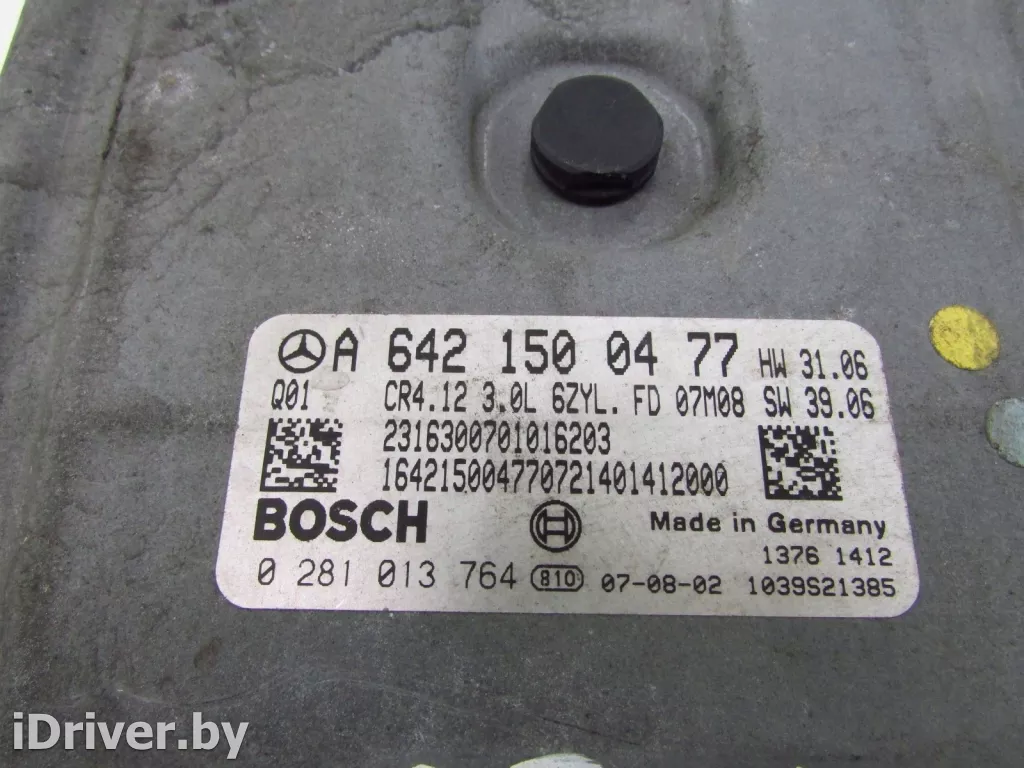 A 642 150 04 77 HW 31.06
Q01 CR4.12 3.0L 6ZYL. FD 07M08 SW 39.06
2316300701016203
164215004770721401412000
BOSCH Made in Germany
1376 1412
0 281 013 764 810 07-08-02 1039S21385
iDriver.by